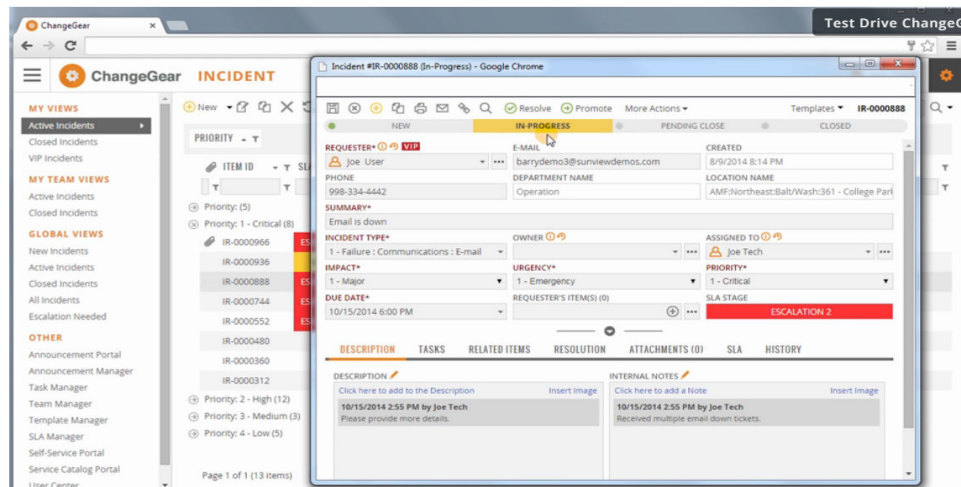 ChangeGear
Test Drive ChangeG
ChangeGear INCIDENT
MY VIEWS
Active Incidents
Closed Incidents
VIP Incidents
MY TEAM VIEWS
Active Incidents
Closed Incidents
GLOBAL VIEWS
New Incidents
Active Incidents
Closed Incidents
All Incidents
Escalation Needed
OTHER
Announcement Portal
Announcement Manager
Task Manager
Team Manager
Template Manager
SLA Manager
Self-Service Portal
Service Catalog Portal
User Center
New
PRIORITY
ITEM ID SL
Priority: (5)
Priority: 1 - Critical (8)
IR-0000966 ES
IR-0000936
IR-0000888 ES
IR-0000744 ES
IR-0000552 ES
IR-0000480
IR-0000360
IR-0000312
Priority: 2 - High (12)
Priority: 3 - Medium (3)
Priority: 4 - Low (5)
Page 1 of 1 (13 items)
Incident #IR-0000888 (In-Progress) - Google Chrome
Resolve Promote More Actions Templates IR-0000888
NEW IN-PROGRESS PENDING CLOSE CLOSED
REQUESTER* VIP E-MAIL CREATED
Joe User barrydemo3@sunviewdemos.com 8/9/2014 8:14 PM
PHONE DEPARTMENT NAME LOCATION NAME
998-334-4442 Operation AMF:Northeast:Balt/Wash:361 - College Park
SUMMARY*
Email is down
INCIDENT TYPE* OWNER ASSIGNED TO
1 - Failure : Communications : E-mail Joe Tech
IMPACT* URGENCY* PRIORITY*
1 - Major 1 - Emergency 1 - Critical
DUE DATE* REQUESTER'S ITEM(S) (0) SLA STAGE
10/15/2014 6:00 PM ESCALATION 2
DESCRIPTION TASKS RELATED ITEMS RESOLUTION ATTACHMENTS (0) SLA HISTORY
DESCRIPTION INTERNAL NOTES
Click here to add to the Description Insert Image Click here to add a Note Insert Image
10/15/2014 2:55 PM by Joe Tech 10/15/2014 2:55 PM by Joe Tech
Please provide more details. Received multiple email down tickets.